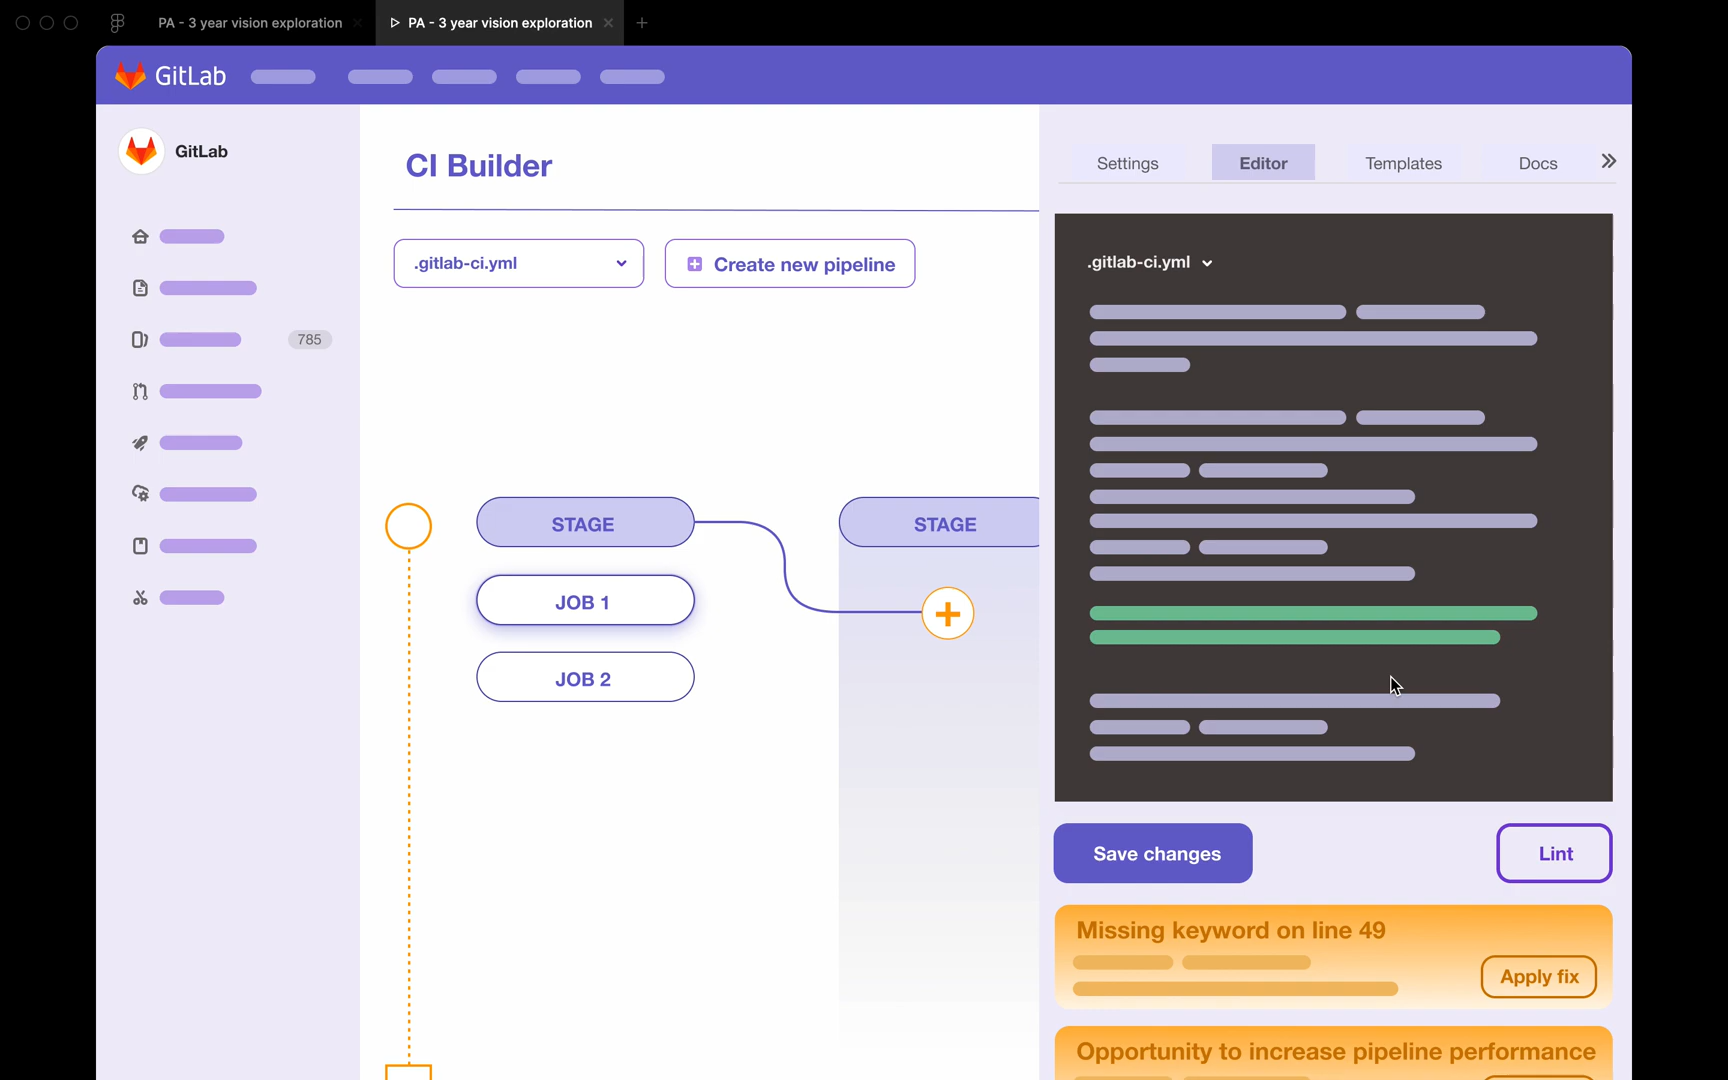 PA - 3 year vision exploration
PA - 3 year vision exploration
GitLab
GitLab
785
CI Builder
.gitlab-ci.yml
Create new pipeline
STAGE
JOB 1
JOB 2
STAGE
Settings
Editor
Templates
Docs
.gitlab-ci.yml
Save changes
Lint
Missing keyword on line 49
Apply fix
Opportunity to increase pipeline performance